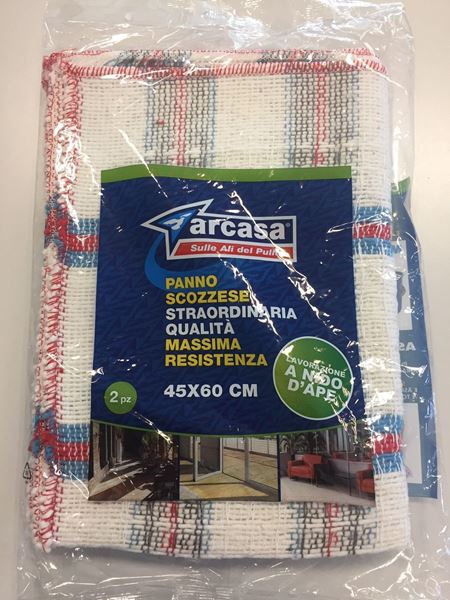 arcasa®
Sulle Ali del Pulito
PANNO
SCOZZESE
STRAORDINARIA
QUALITÀ
MASSIMA
RESISTENZA
45X60 CM
2 pz
LAVORAZIONE
A NIDO
D'APE